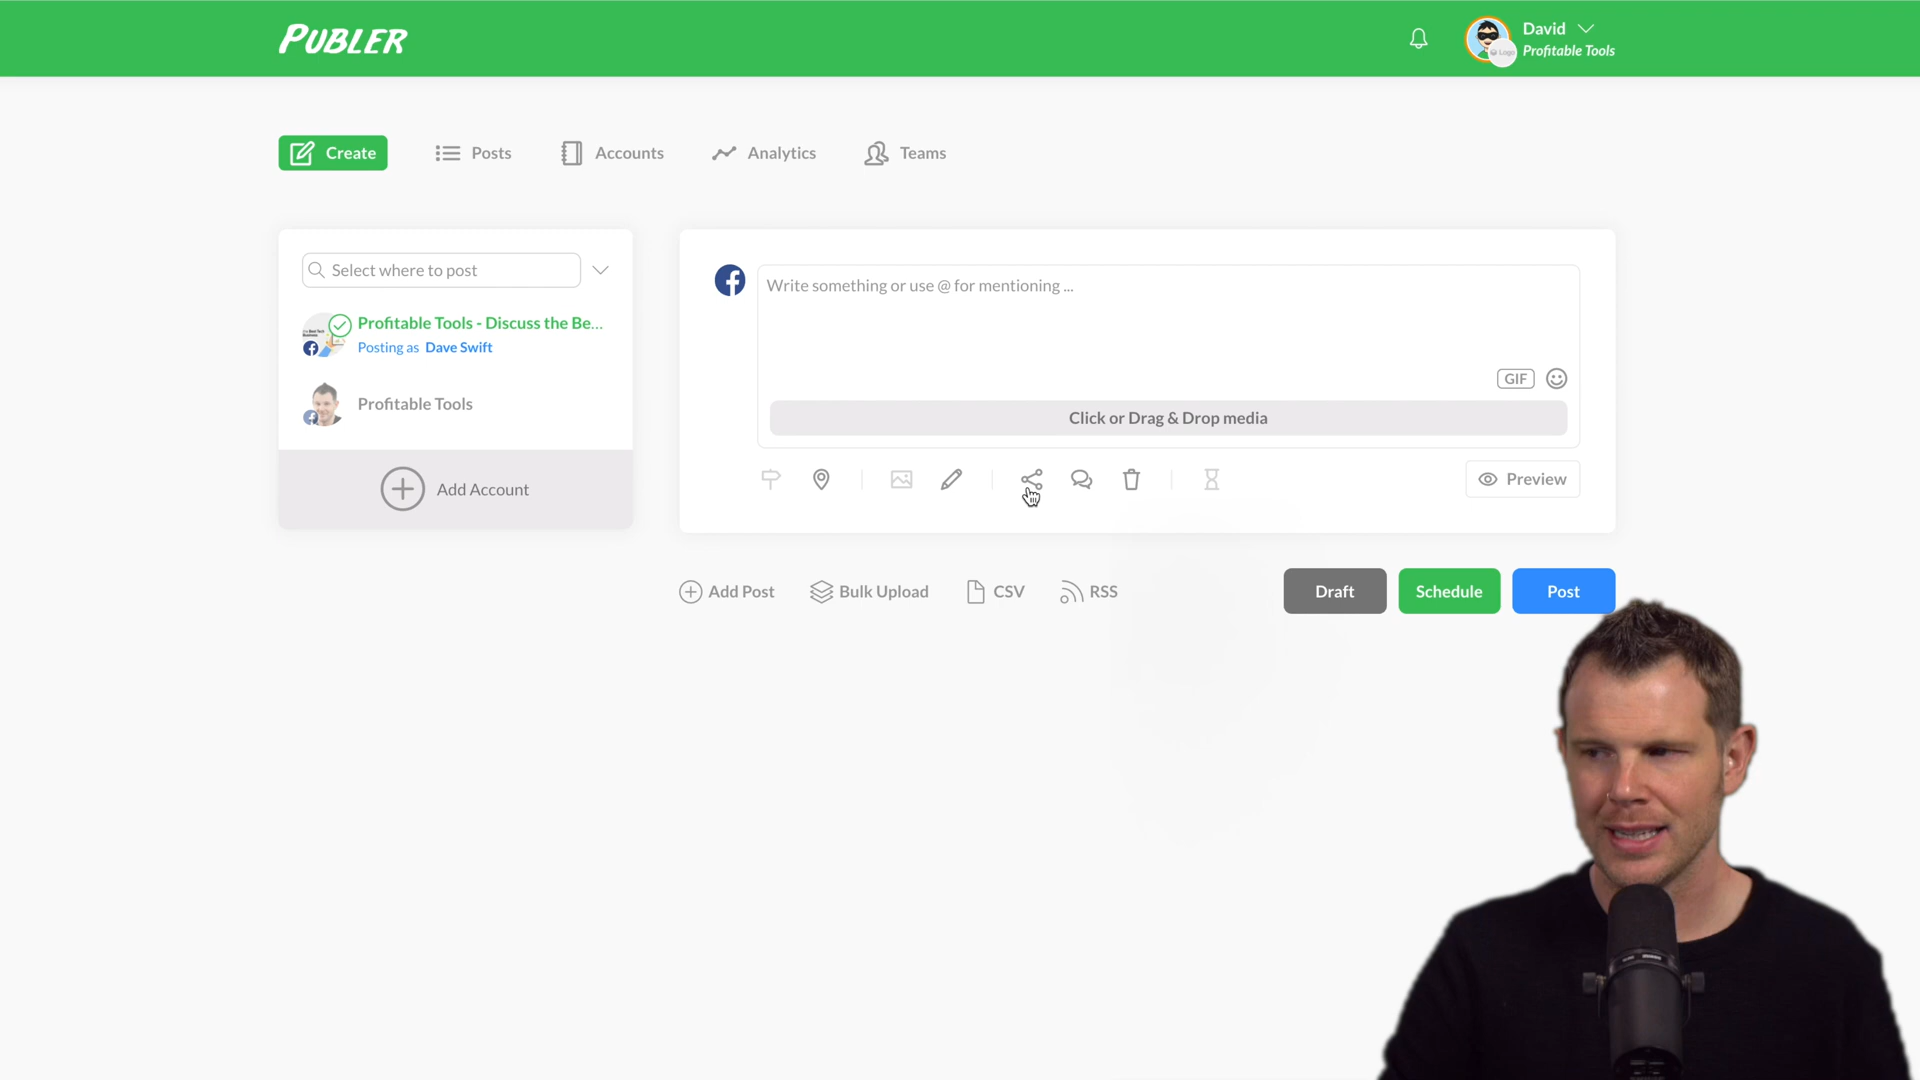 PUBLER
David
Profitable Tools
Create
Posts
Accounts
Analytics
Teams
Select where to post
Profitable Tools - Discuss the Be...
Posting as Dave Swift
Profitable Tools
Add Account
Write something or use @ for mentioning ...
GIF
Click or Drag & Drop media
Preview
Add Post
Bulk Upload
CSV
RSS
Draft
Schedule
Post